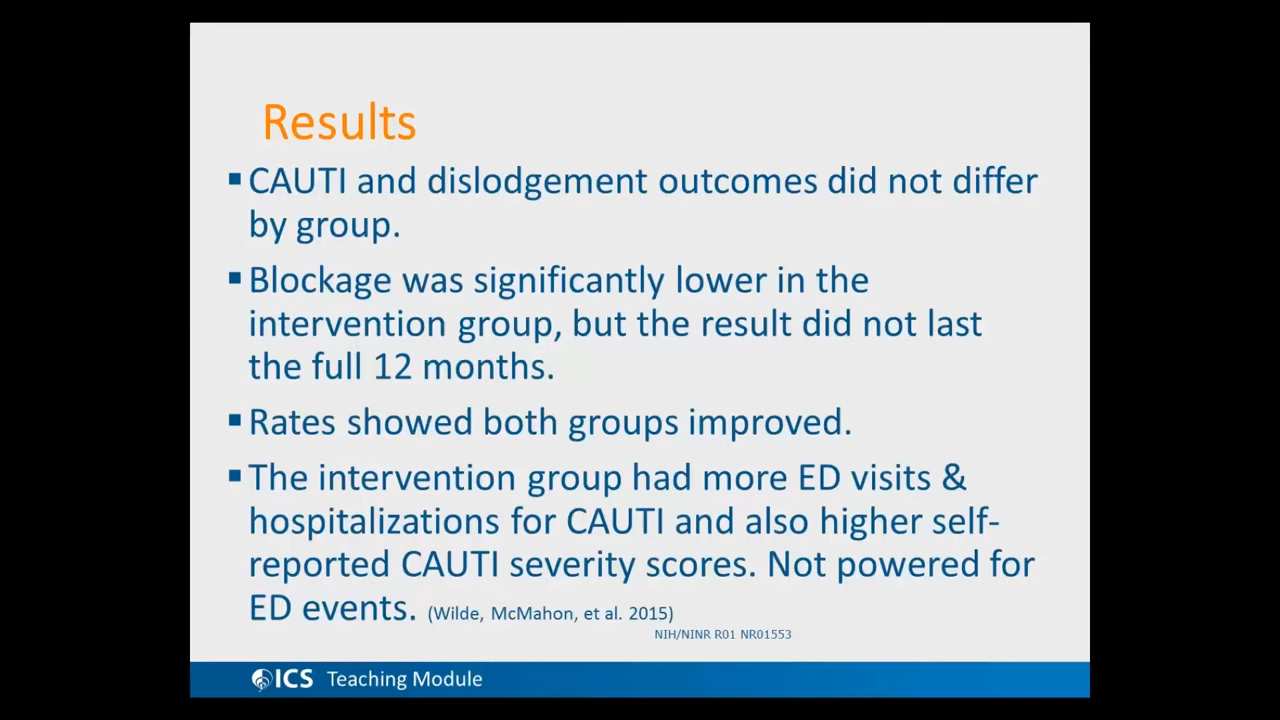 Results
▪CAUTI and dislodgement outcomes did not differ
by group.
▪Blockage was significantly lower in the
intervention group, but the result did not last
the full 12 months.
▪Rates showed both groups improved.
▪The intervention group had more ED visits &
hospitalizations for CAUTI and also higher self-
reported CAUTI severity scores. Not powered for
ED events. (Wilde, McMahon, et al. 2015)
NIH/NINR R01 NR01553
ICS Teaching Module